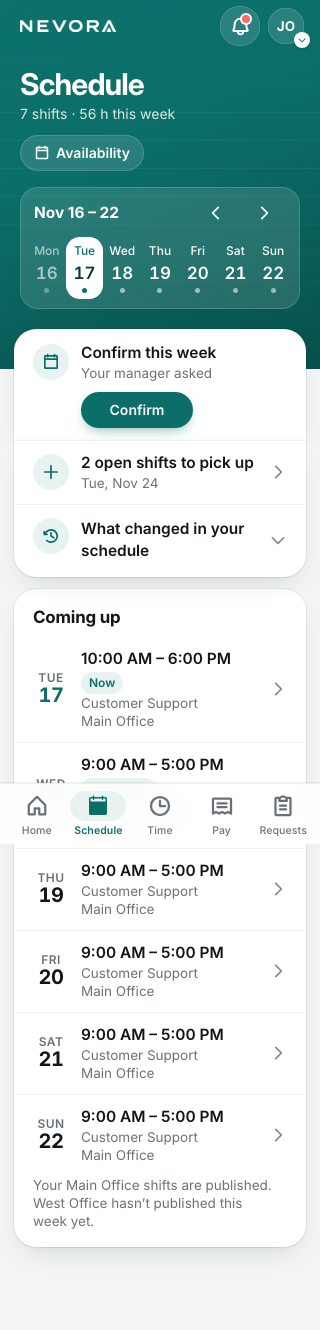 NEVORA
JO
Schedule
7 shifts · 56 h this week
Availability
Nov 16 – 22
Mon Tue Wed Thu Fri Sat Sun
16 17 18 19 20 21 22
Confirm this week
Your manager asked
Confirm
2 open shifts to pick up
Tue, Nov 24
What changed in your
schedule
Coming up
TUE
17
10:00 AM – 6:00 PM
Now
Customer Support
Main Office
9:00 AM – 5:00 PM
Home Schedule Time Pay Requests
THU
19
9:00 AM – 5:00 PM
Customer Support
Main Office
FRI
20
9:00 AM – 5:00 PM
Customer Support
Main Office
SAT
21
9:00 AM – 5:00 PM
Customer Support
Main Office
SUN
22
9:00 AM – 5:00 PM
Customer Support
Main Office
Your Main Office shifts are published.
West Office hasn’t published this
week yet.